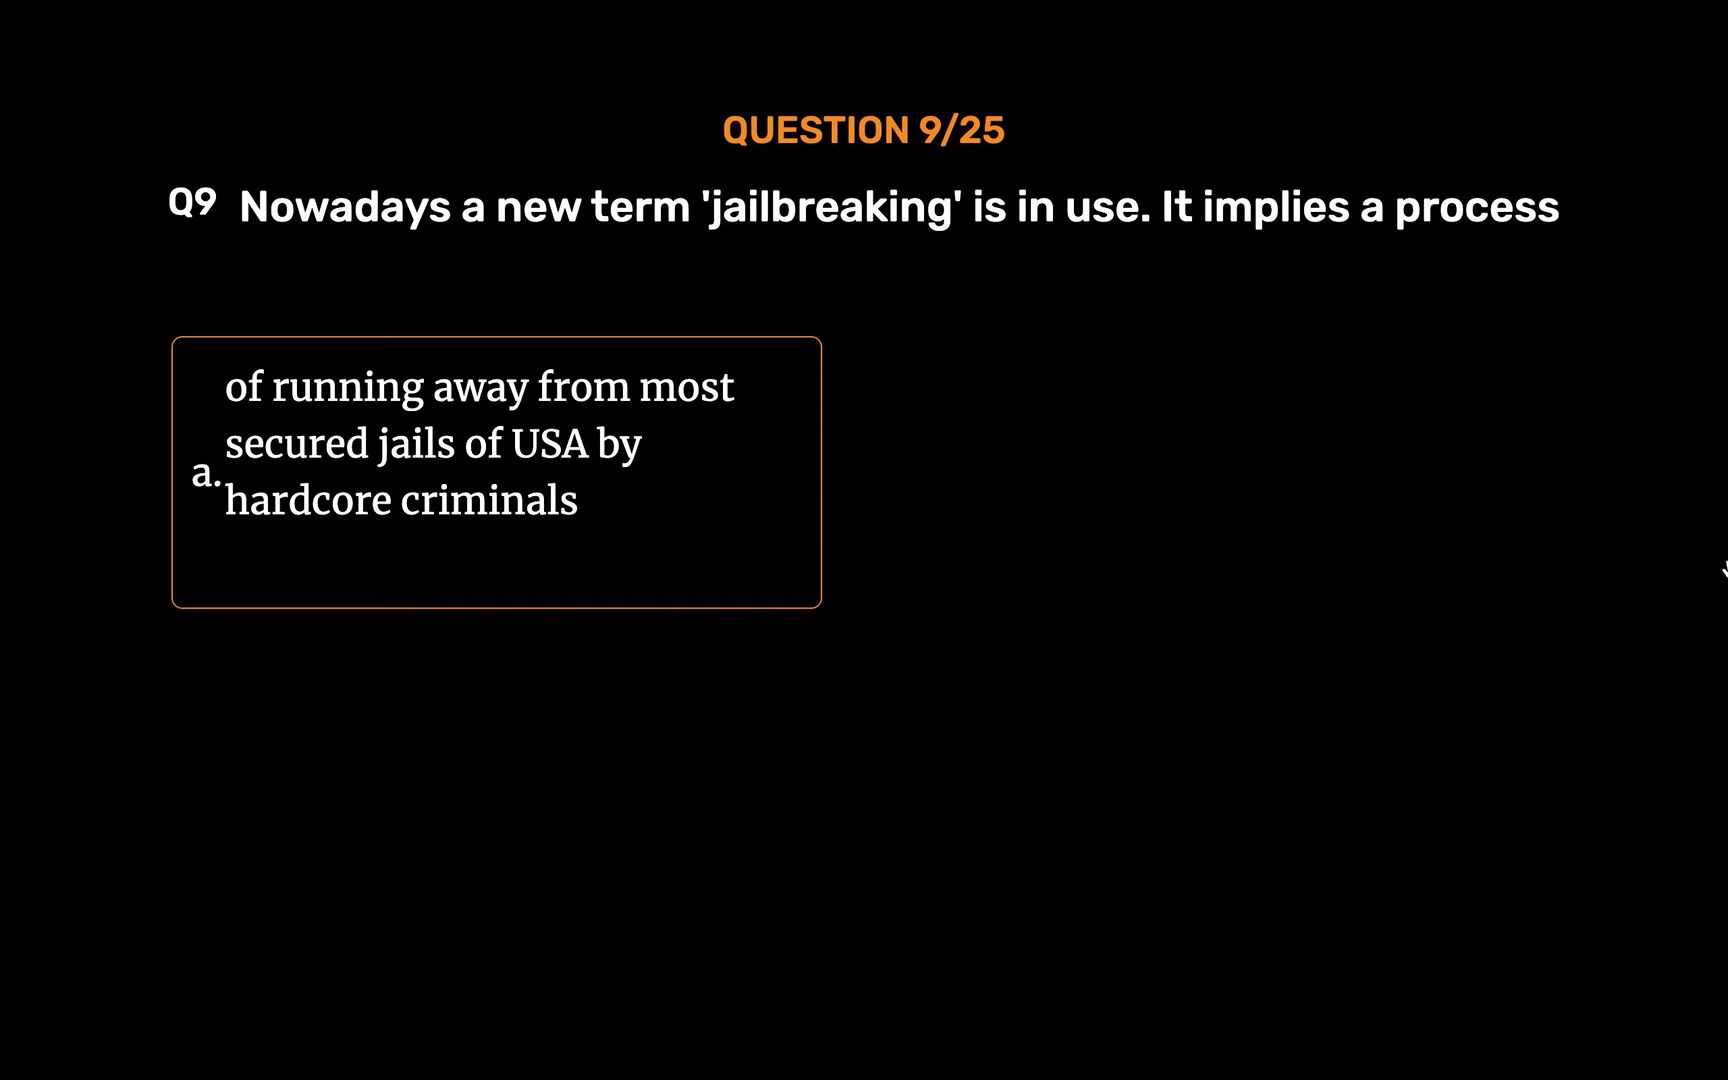 QUESTION 9/25
Q9 Nowadays a new term 'jailbreaking' is in use. It implies a process
a.
of running away from most
secured jails of USA by
hardcore criminals